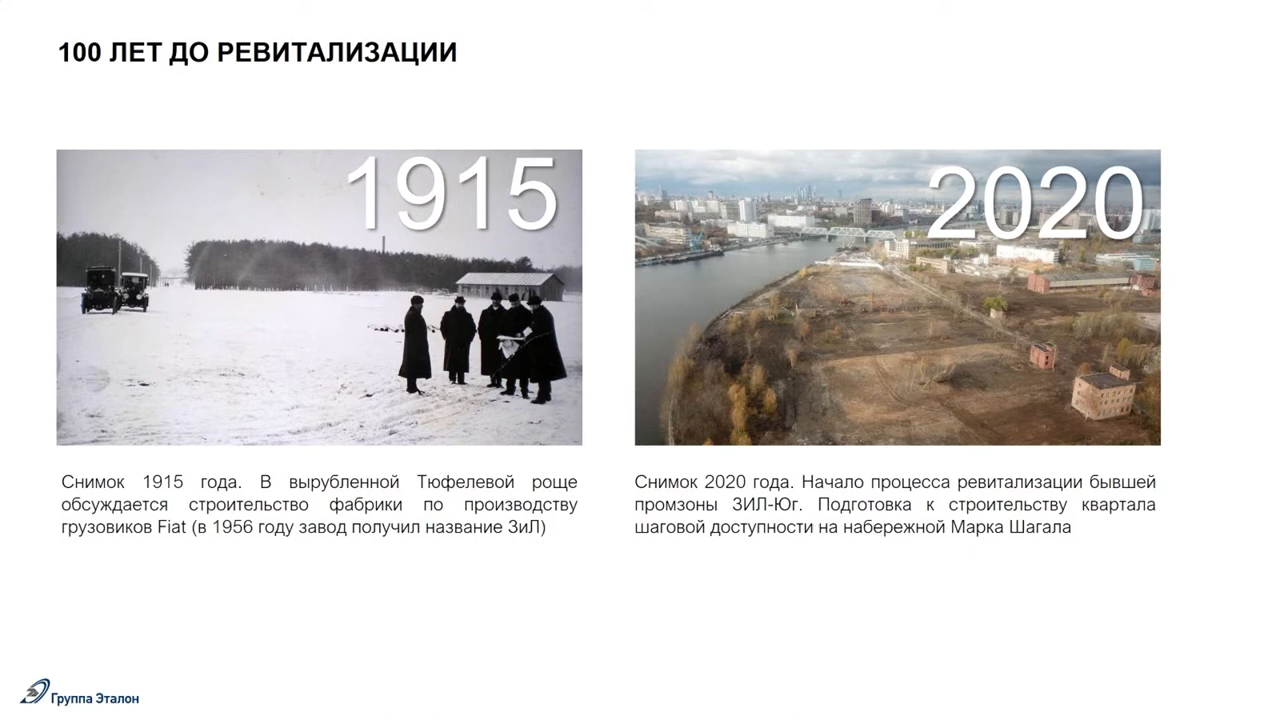 100 ЛЕТ ДО РЕВИТАЛИЗАЦИИ
1915
2020
Снимок 1915 года. В вырубленной Тюфелевой роще
обсуждается строительство фабрики по производству
грузовиков Fiat (в 1956 году завод получил название ЗиЛ)
Снимок 2020 года. Начало процесса ревитализации бывшей
промзоны ЗИЛ-Юг. Подготовка к строительству квартала
шаговой доступности на набережной Марка Шагала
Группа Эталон